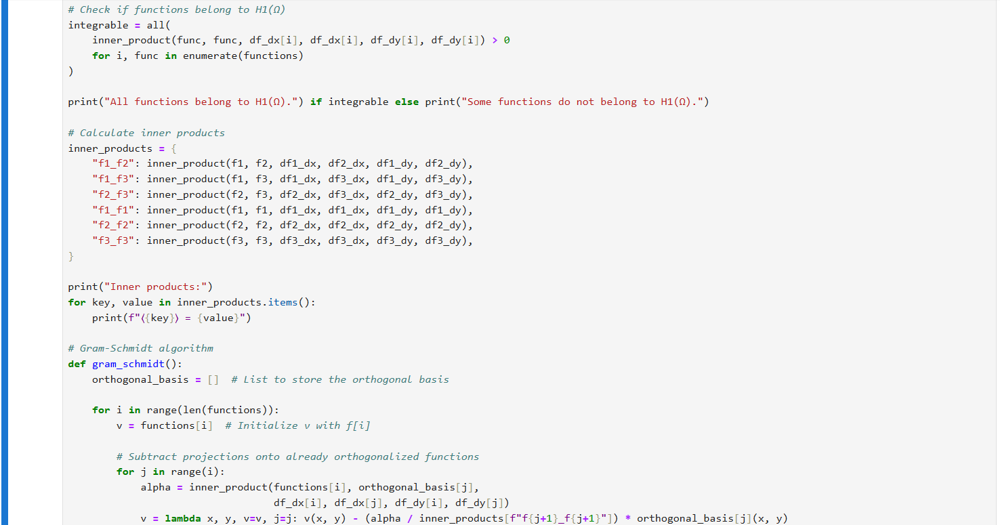 # Check if functions belong to H1(Ω)
integrable = all(
    inner_product(func, func, df_dx[i], df_dx[i], df_dy[i], df_dy[i]) > 0
    for i, func in enumerate(functions)
)

print("All functions belong to H1(Ω).") if integrable else print("Some functions do not belong to H1(Ω).")

# Calculate inner products
inner_products = {
    "f1_f2": inner_product(f1, f2, df1_dx, df2_dx, df1_dy, df2_dy),
    "f1_f3": inner_product(f1, f3, df1_dx, df3_dx, df1_dy, df3_dy),
    "f2_f3": inner_product(f2, f3, df2_dx, df3_dx, df2_dy, df3_dy),
    "f1_f1": inner_product(f1, f1, df1_dx, df1_dx, df1_dy, df1_dy),
    "f2_f2": inner_product(f2, f2, df2_dx, df2_dx, df2_dy, df2_dy),
    "f3_f3": inner_product(f3, f3, df3_dx, df3_dx, df3_dy, df3_dy),
}

print("Inner products:")
for key, value in inner_products.items():
    print(f"⟨{key}⟩ = {value}")

# Gram-Schmidt algorithm
def gram_schmidt():
    orthogonal_basis = []  # List to store the orthogonal basis

    for i in range(len(functions)):
        v = functions[i]  # Initialize v with f[i]

        # Subtract projections onto already orthogonalized functions
        for j in range(i):
            alpha = inner_product(functions[i], orthogonal_basis[j],
                                  df_dx[i], df_dx[j], df_dy[i], df_dy[j])
            v = lambda x, y, v=v, j=j: v(x, y) - (alpha / inner_products[f"f{j+1}_f{j+1}"]) * orthogonal_basis[j](x, y)